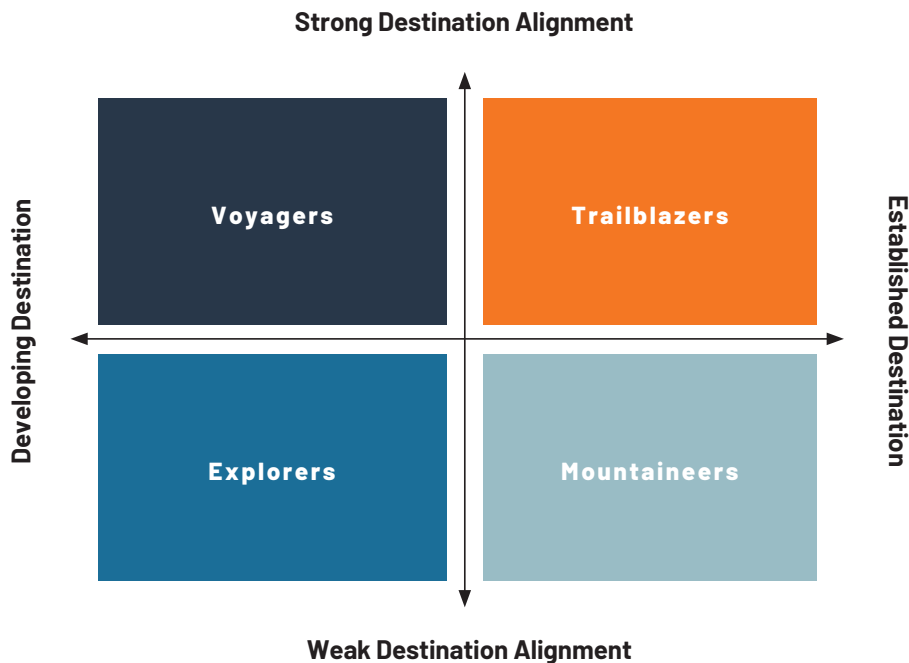 Strong Destination Alignment
Voyagers
Trailblazers
Developing Destination
Established Destination
Explorers
Mountaineers
Weak Destination Alignment